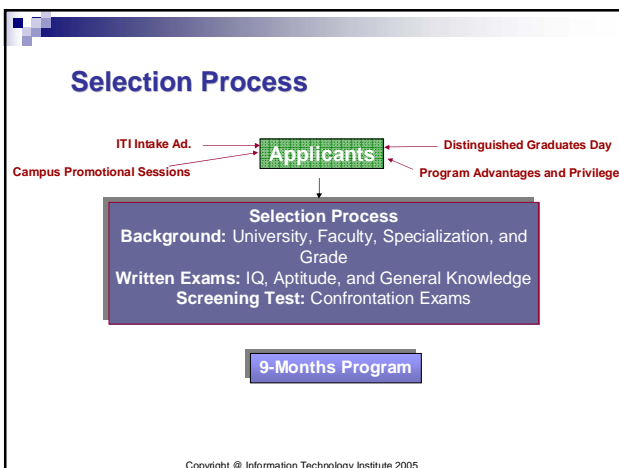 Selection Process
ITI Intake Ad.
Distinguished Graduates Day
Applicants
Campus Promotional Sessions
Program Advantages and Privilege
Selection Process
Background: University, Faculty, Specialization, and
Grade
Written Exams: IQ, Aptitude, and General Knowledge
Screening Test: Confrontation Exams
9-Months Program
Copyright @ Information Technology Institute 2005